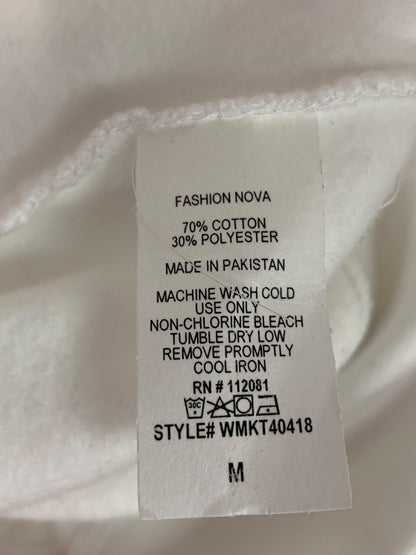 FASHION NOVA
70% COTTON
30% POLYESTER
MADE IN PAKISTAN
MACHINE WASH COLD
USE ONLY
NON-CHLORINE BLEACH
TUMBLE DRY LOW
REMOVE PROMPTLY
COOL IRON
RN # 112081
30C
STYLE# WMKT40418
M